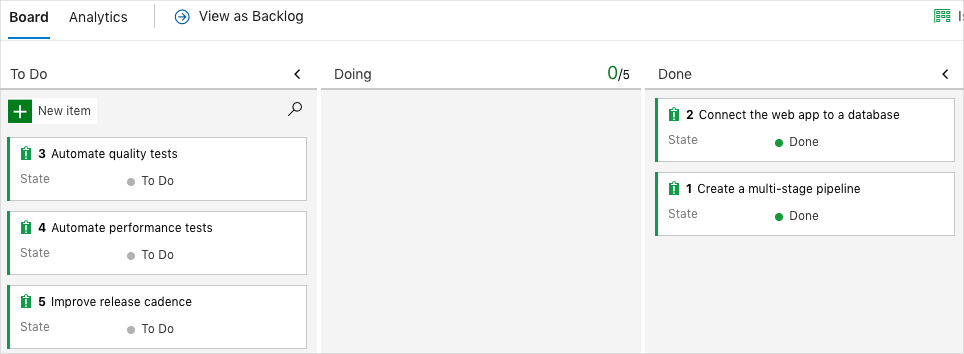 Board Analytics View as Backlog
To Do
New item
3 Automate quality tests
State To Do
4 Automate performance tests
State To Do
5 Improve release cadence
State To Do
Doing 0/5
Done
2 Connect the web app to a database
State Done
1 Create a multi-stage pipeline
State Done